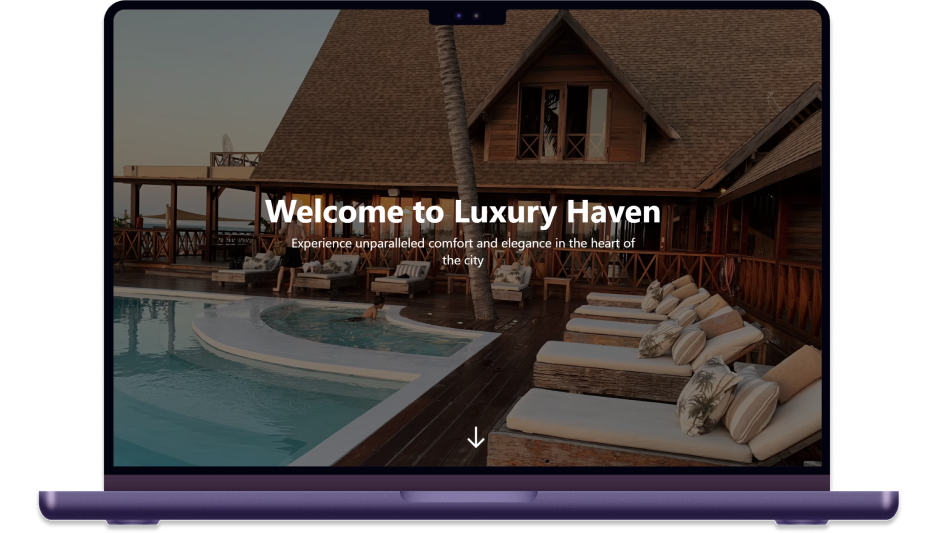 Welcome to Luxury Haven
Experience unparalleled comfort and elegance in the heart of
the city